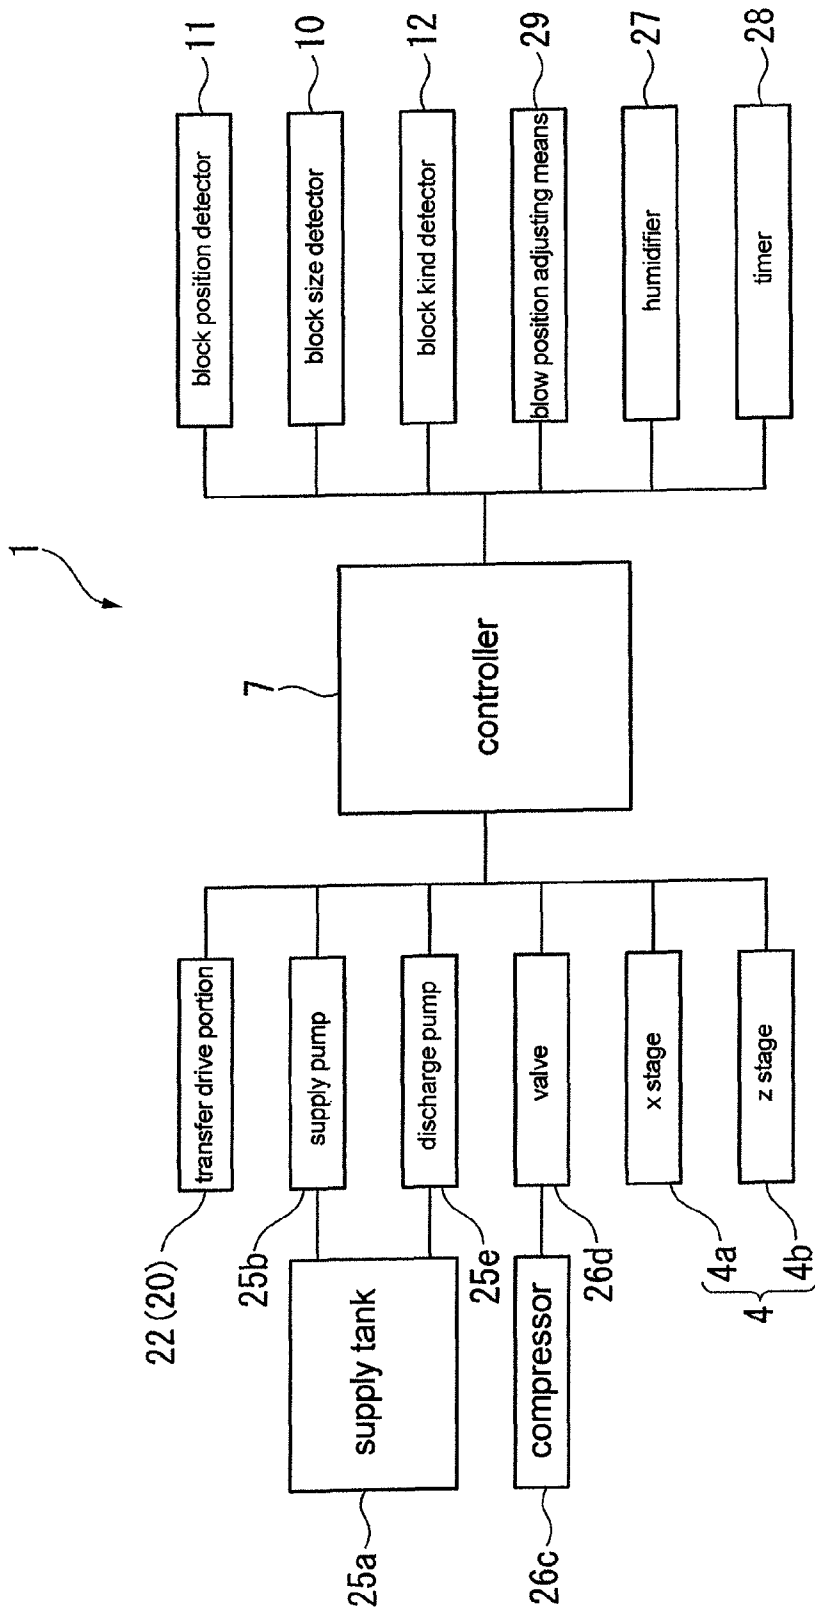 1
11
block position detector
10
block size detector
12
block kind detector
29
blow position adjusting means
27
humidifier
28
timer
7
controller
transfer drive portion
22 (20)
supply pump
25b
discharge pump
25e
valve
26d
x stage
4a
z stage
4b
4
supply tank
25a
compressor
26c